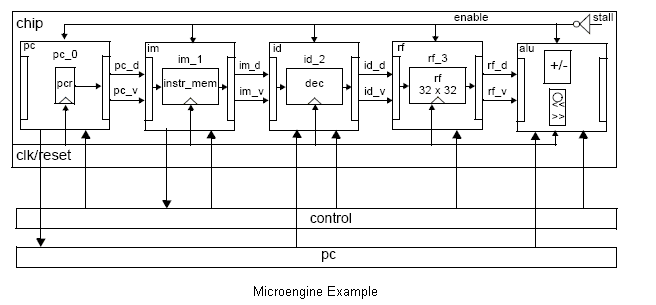 chip
enable
stall
pc
pc_0
pcr
pc_d
pc_v
im
im_1
instr_mem
im_d
im_v
id
id_2
dec
id_d
id_v
rf
rf_3
rf
32 x 32
rf_d
rf_v
alu
+/-
<<
>>
clk/reset
control
pc
Microengine Example